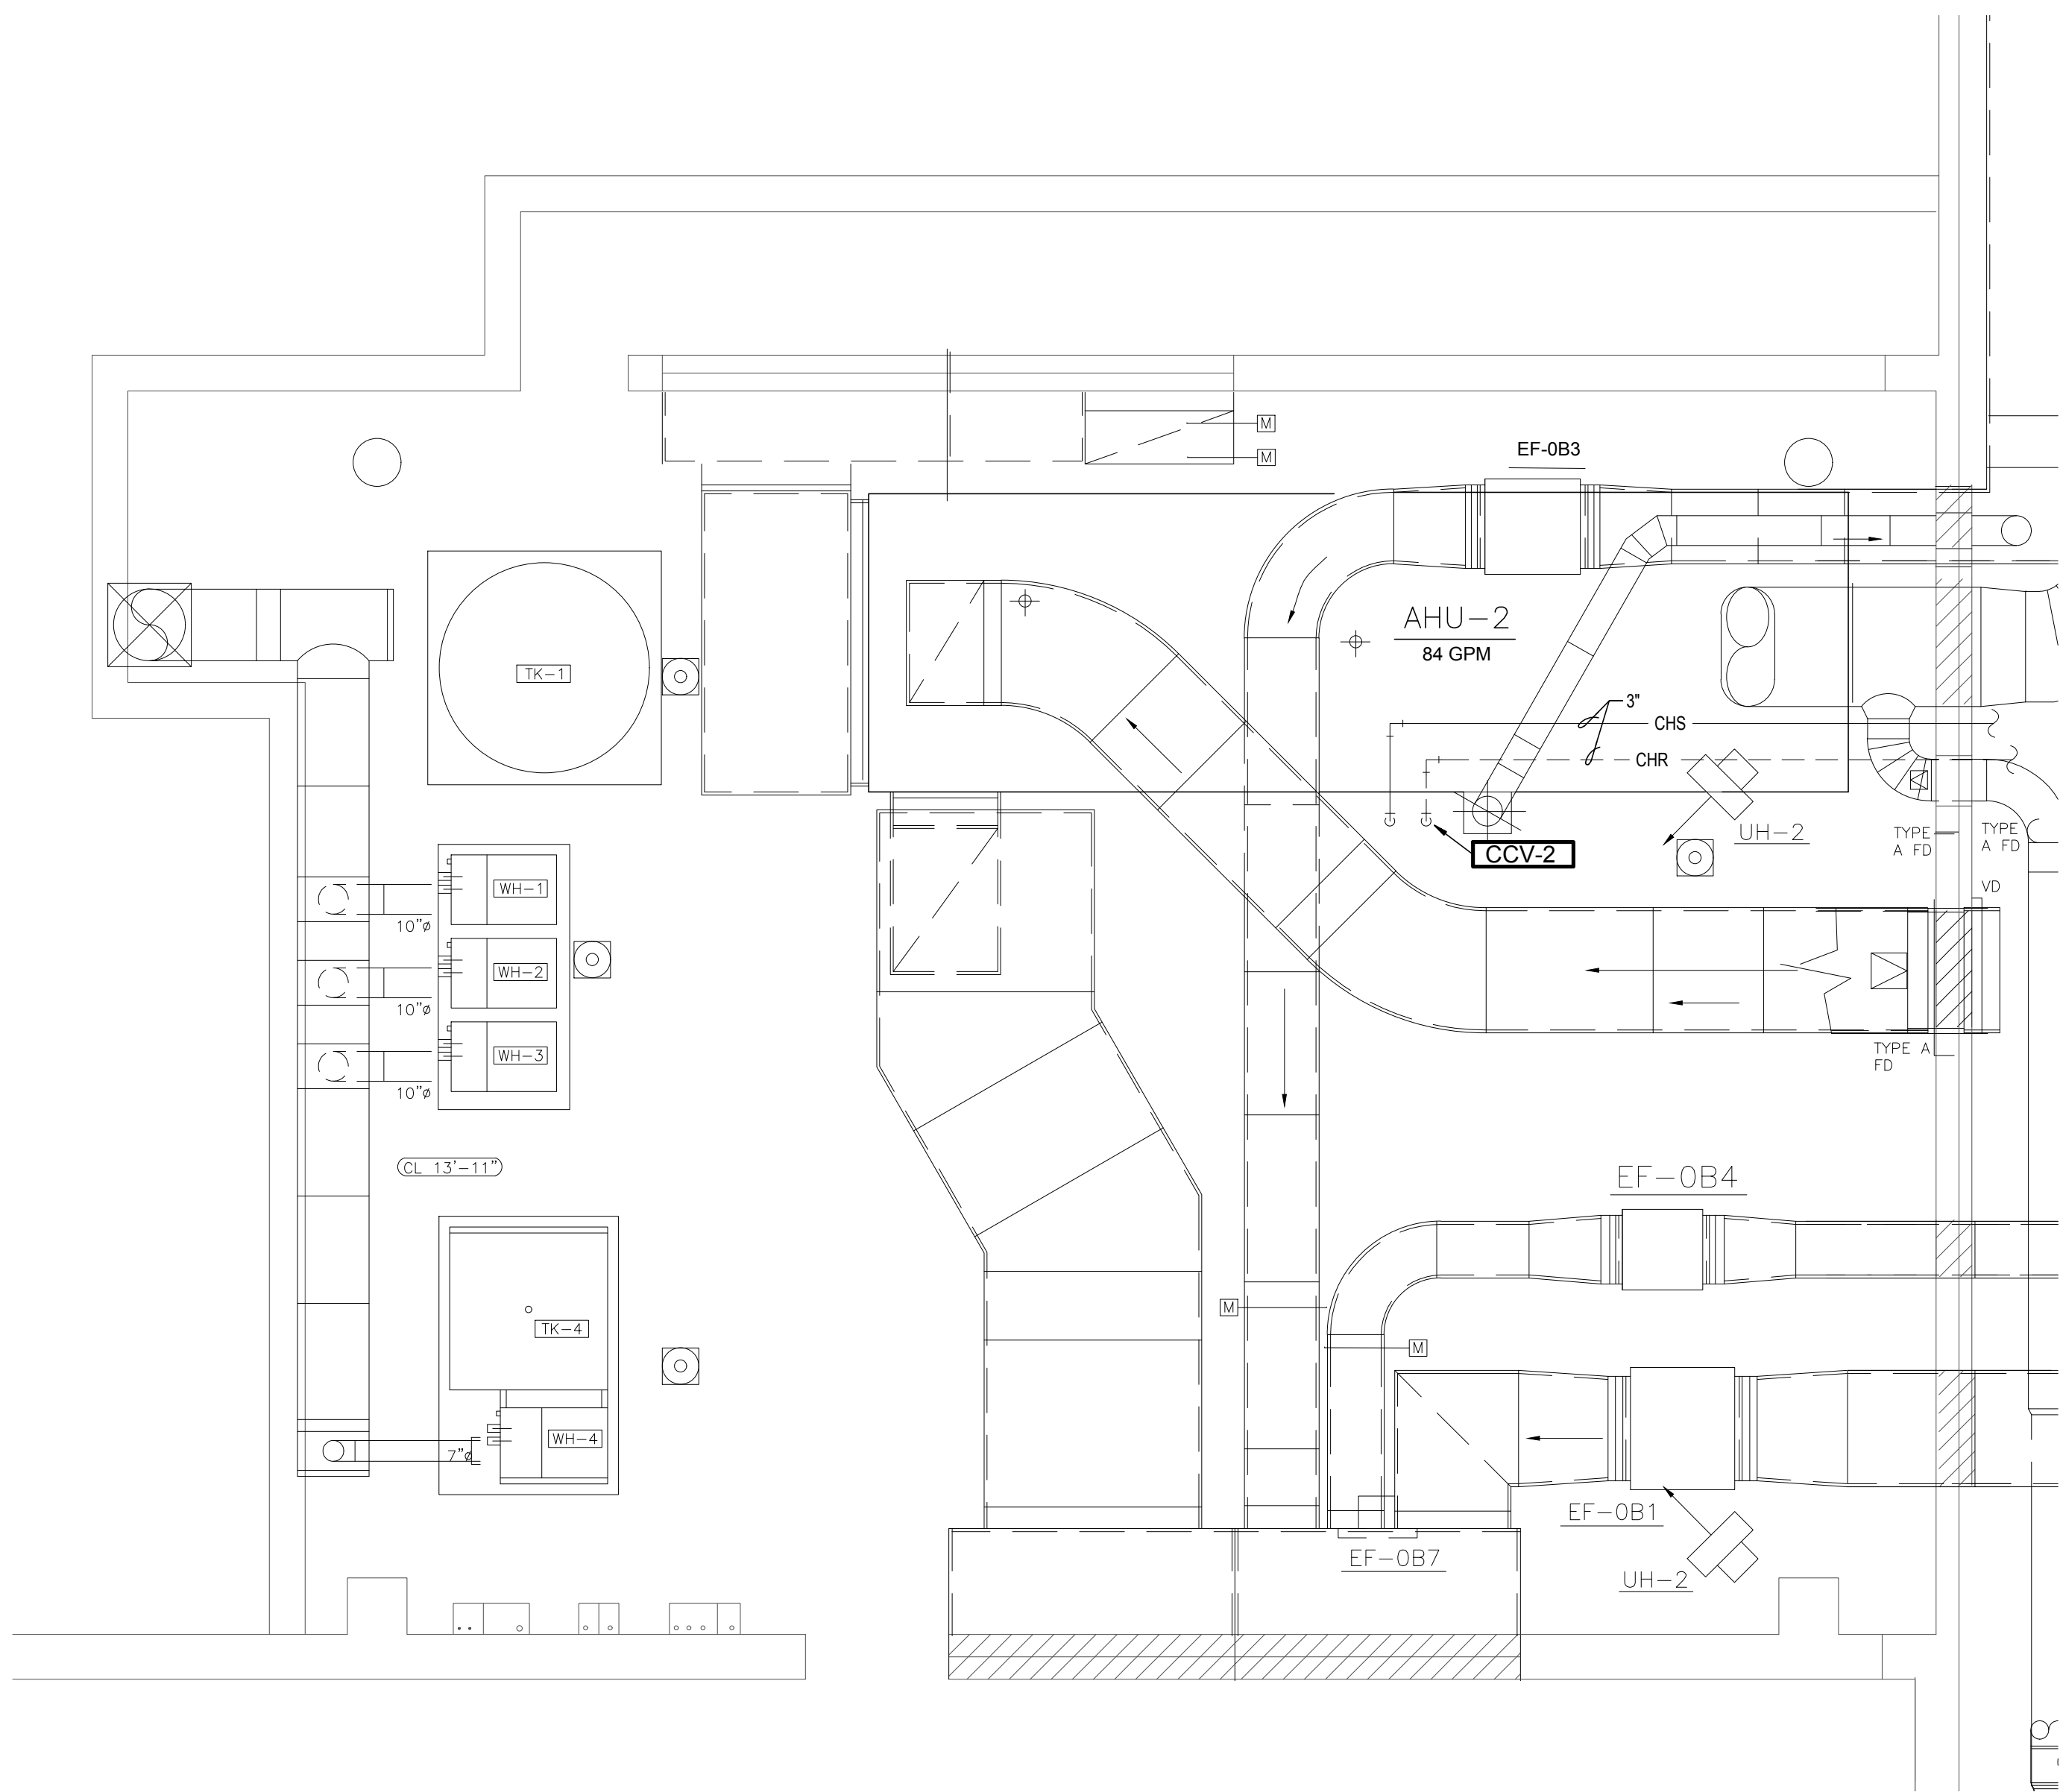 M
M
EF-0B3
AHU-2
84 GPM
TK-1
3"
CHS
CHR
UH-2
CCV-2
TYPE
A FD
TYPE
A FD
VD
WH-1
10"ø
WH-2
10"ø
WH-3
10"ø
TYPE A
FD
CL 13'-11"
EF-0B4
M
M
TK-4
WH-4
7"ø
EF-0B1
EF-0B7
UH-2